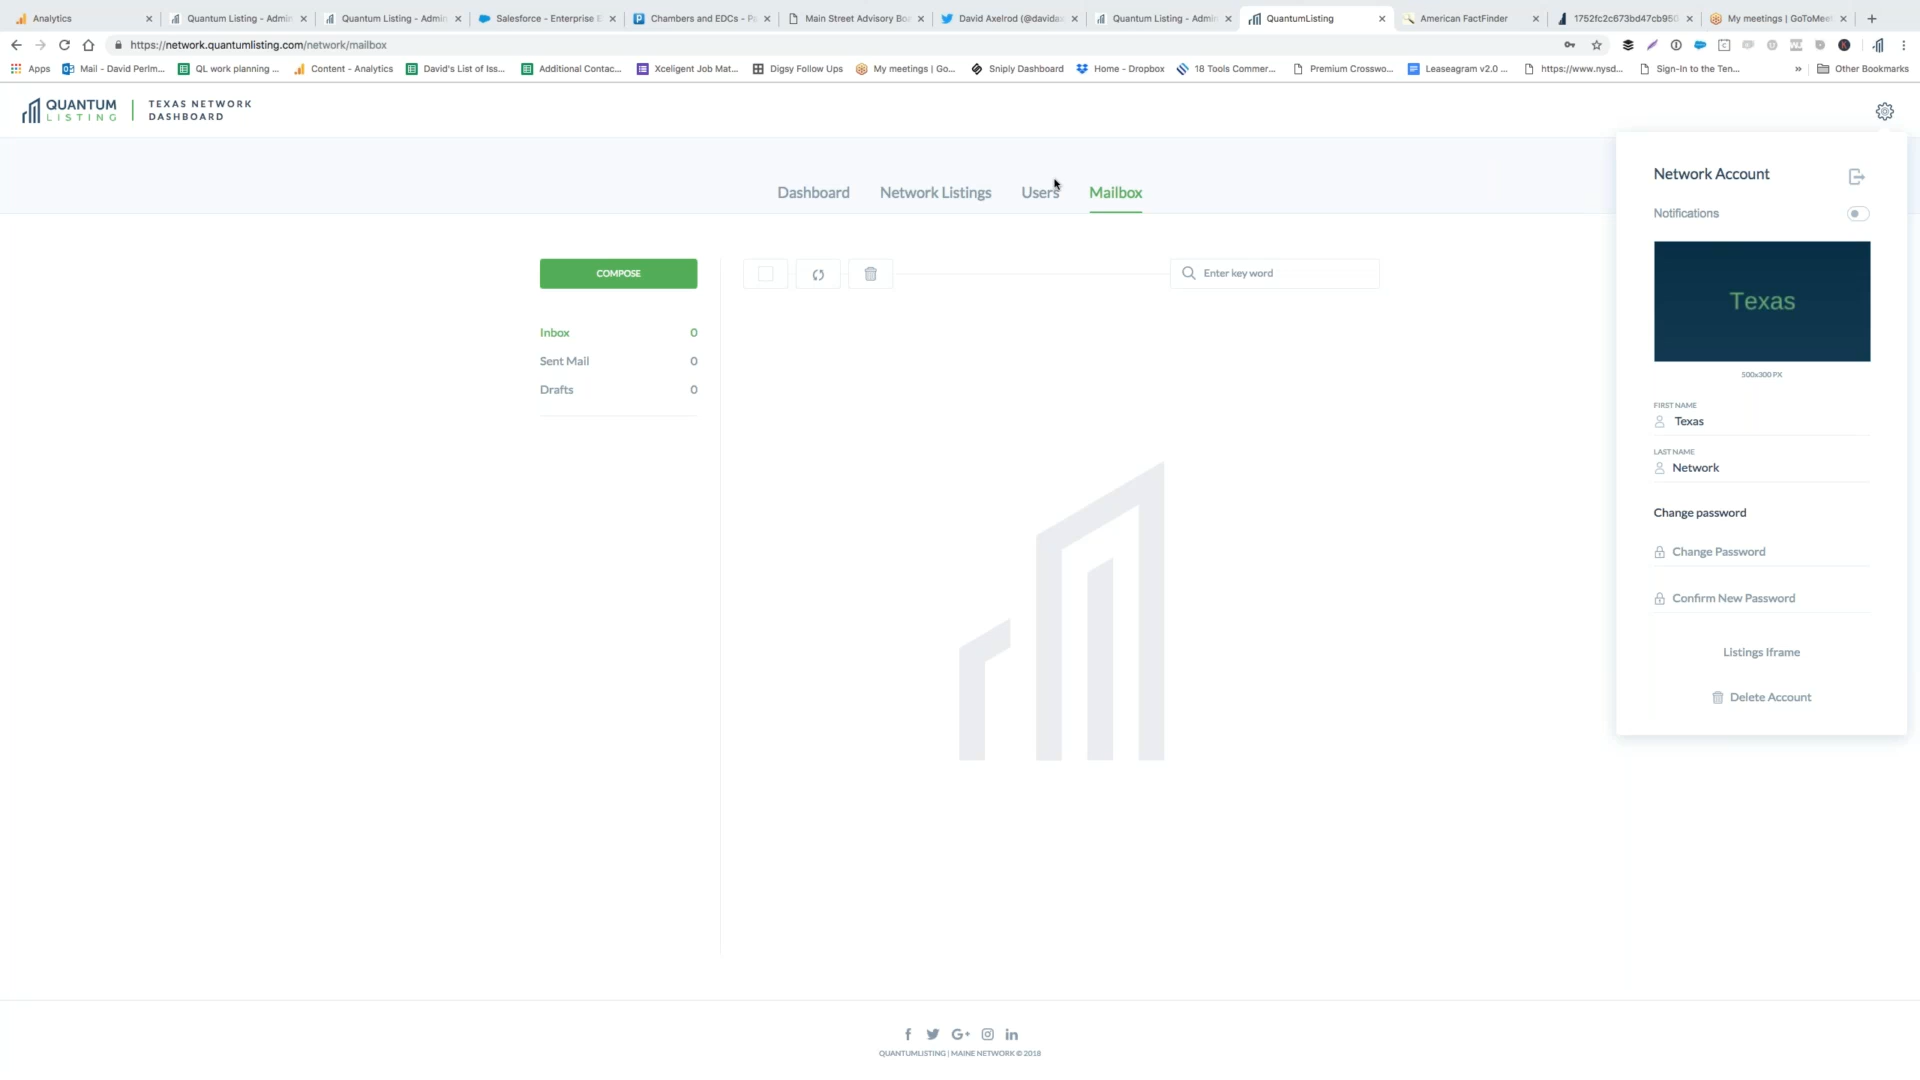 Analytics
Quantum Listing - Admin
Quantum Listing - Admin
Salesforce - Enterprise E
Chambers and EDCs - Po
Main Street Advisory Boa
David Axelrod (@davidax
Quantum Listing - Admin
QuantumListing
American FactFinder
1752fc2c673bd47cb950
My meetings | GoToMeet
https://network.quantumlisting.com/network/mailbox
Apps
Mail - David Perlm...
QL work planning ...
Content - Analytics
David's List of Iss...
Additional Contac...
Xceligent Job Mat...
Digsy Follow Ups
My meetings | Go...
Sniply Dashboard
Home - Dropbox
18 Tools Commer...
Premium Crosswo...
Leaseagram v2.0 ...
https://www.nysd...
Sign-In to the Ten...
»
Other Bookmarks
QUANTUM
LISTING
TEXAS NETWORK
DASHBOARD
Dashboard
Network Listings
Users
Mailbox
COMPOSE
Enter key word
Inbox 0
Sent Mail 0
Drafts 0
Network Account
Notifications
Texas
500x300 PX
FIRST NAME
Texas
LAST NAME
Network
Change password
Change Password
Confirm New Password
Listings Iframe
Delete Account
QUANTUMLISTING | MAINE NETWORK © 2018